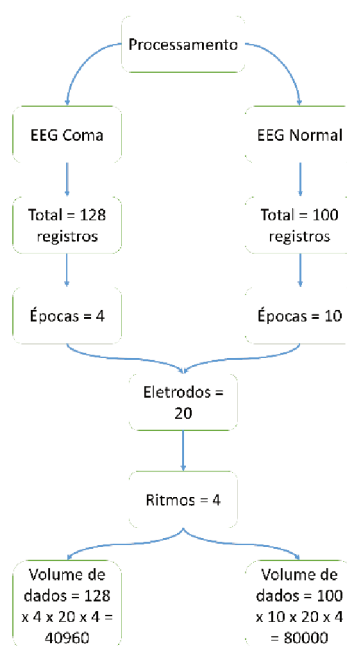 Processamento
EEG Coma
EEG Normal
Total = 128
registros
Total = 100
registros
Épocas = 4
Épocas = 10
Eletrodos =
20
Ritmos = 4
Volume de
dados = 128
x 4 x 20 x 4 =
40960
Volume de
dados = 100
x 10 x 20 x 4
= 80000